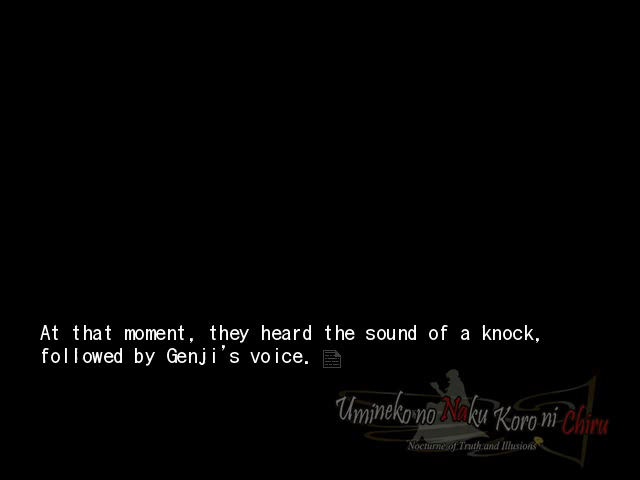 At that moment, they heard the sound of a knock,
followed by Genji's voice.
Umineko no Naku Koro ni Chiru
Nocturne of Truth and Illusions